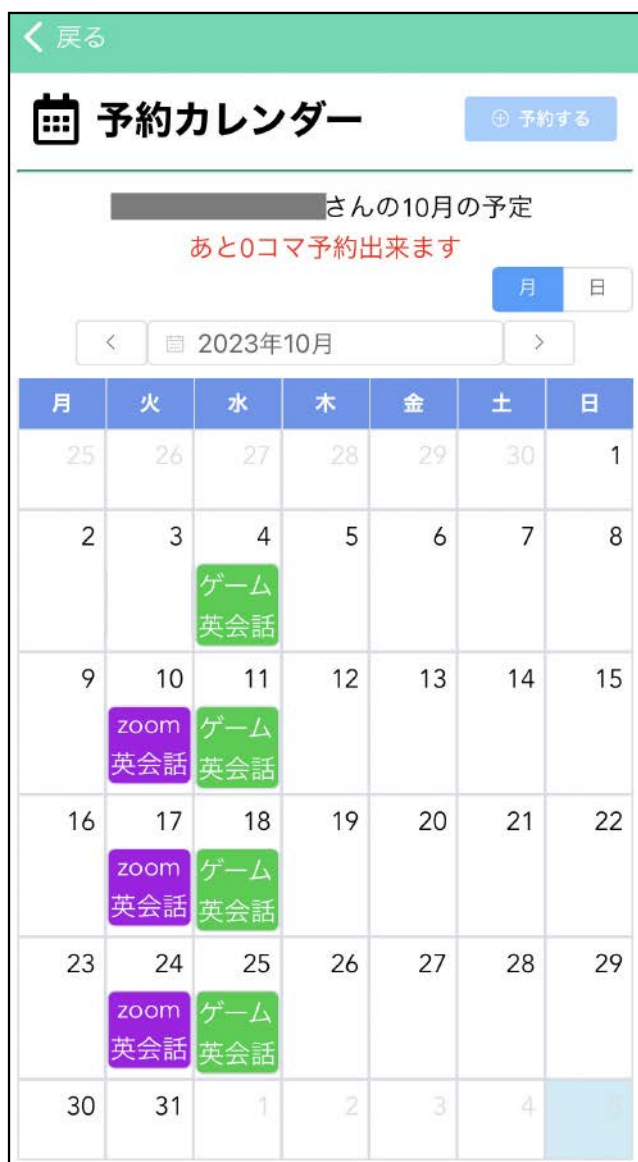 戻る
予約カレンダー
予約する
さんの10月の予定
あと0コマ予約出来ます
月 日
2023年10月
月 火 水 木 金 土 日
25 26 27 28 29 30 1
2 3 4 5 6 7 8
ゲーム
英会話
9 10 11 12 13 14 15
zoom ゲーム
英会話 英会話
16 17 18 19 20 21 22
zoom ゲーム
英会話 英会話
23 24 25 26 27 28 29
zoom ゲーム
英会話 英会話
30 31 1 2 3 4 5